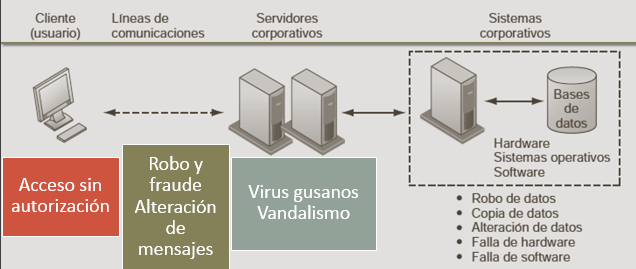 Cliente
(usuario)
Líneas de
comunicaciones
Servidores
corporativos
Sistemas
corporativos
Bases
de
datos
Hardware
Sistemas operativos
Software
Acceso sin
autorización
Robo y
fraude
Alteración
de
mensajes
Virus gusanos
Vandalismo
• Robo de datos
• Copia de datos
• Alteración de datos
• Falla de hardware
• Falla de software